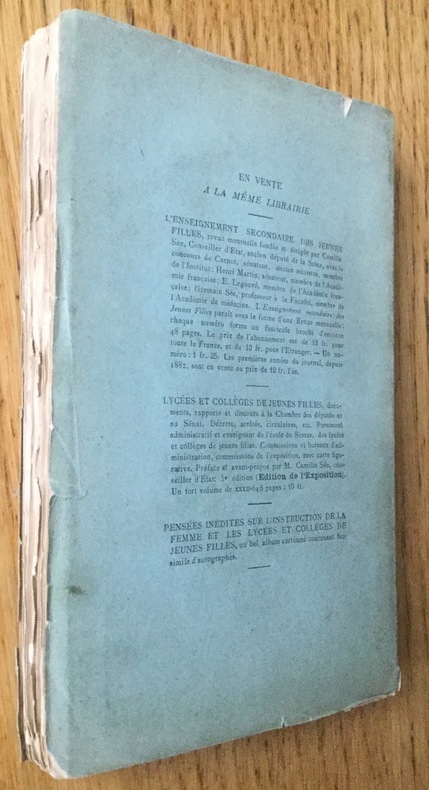 EN VENTE
A LA MÊME LIBRAIRIE
L'ENSEIGNEMENT SECONDAIRE DES JEUNES
FILLES, revue mensuelle fondée et dirigée par Camille
Sée, Conseiller d'État, ancien député de la Seine, avec le
concours de Carnot, sénateur, ancien ministre, membre
de l'Institut; Henri Martin, sénateur, membre de l'Acadé-
mie française; E. Legouvé, membre de l'Académie fran-
çaise; Germain Sée, professeur à la Faculté, membre de
l'Académie de médecine. L'Enseignement secondaire des
Jeunes Filles paraît sous la forme d'une Revue mensuelle;
chaque numéro forme un fascicule broché d'environ
48 pages. Le prix de l'abonnement est de 12 fr. pour
toute la France, et de 13 fr. pour l'Étranger. — Un nu-
méro : 1 fr. 25. Les premières années du journal, depuis
1882, sont en vente au prix de 12 fr. l'an.
LYCÉES ET COLLÈGES DE JEUNES FILLES, docu-
ments, rapports et discours à la Chambre des députés et
au Sénat. Décrets, arrêtés, circulaires, etc. Personnel
administratif et enseignant de l'école de Sèvres, des lycées
et collèges de jeunes filles. Commissions et bureaux d'ad-
ministration, commissions de l'exposition, avec carte figu-
rative. Préface et avant-propos par M. Camille Sée, con-
seiller d'État. 5e édition (Edition de l'Exposition).
Un fort volume de XXXII-646 pages : 10 fr.
PENSÉES INÉDITES SUR L'INSTRUCTION DE LA
FEMME ET LES LYCÉES ET COLLÈGES DE
JEUNES FILLES, un bel album cartonné contenant fac-
simile d'autographes.